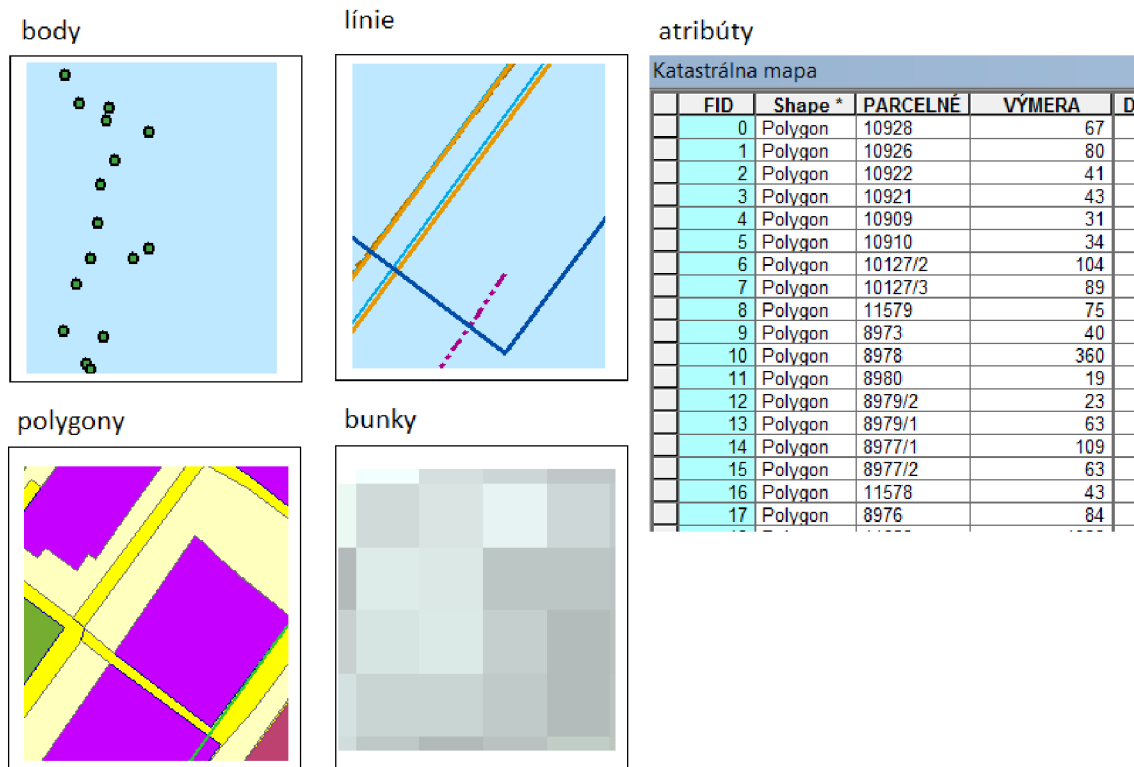 body
línie
atribúty
Katastrálna mapa
FID Shape * PARCELNÉ VÝMERA D
0 Polygon 10928 67
1 Polygon 10926 80
2 Polygon 10922 41
3 Polygon 10921 43
4 Polygon 10909 31
5 Polygon 10910 34
6 Polygon 10127/2 104
7 Polygon 10127/3 89
8 Polygon 11579 75
9 Polygon 8973 40
10 Polygon 8978 360
11 Polygon 8980 19
12 Polygon 8979/2 23
13 Polygon 8979/1 63
14 Polygon 8977/1 109
15 Polygon 8977/2 63
16 Polygon 11578 43
17 Polygon 8976 84
polygony
bunky